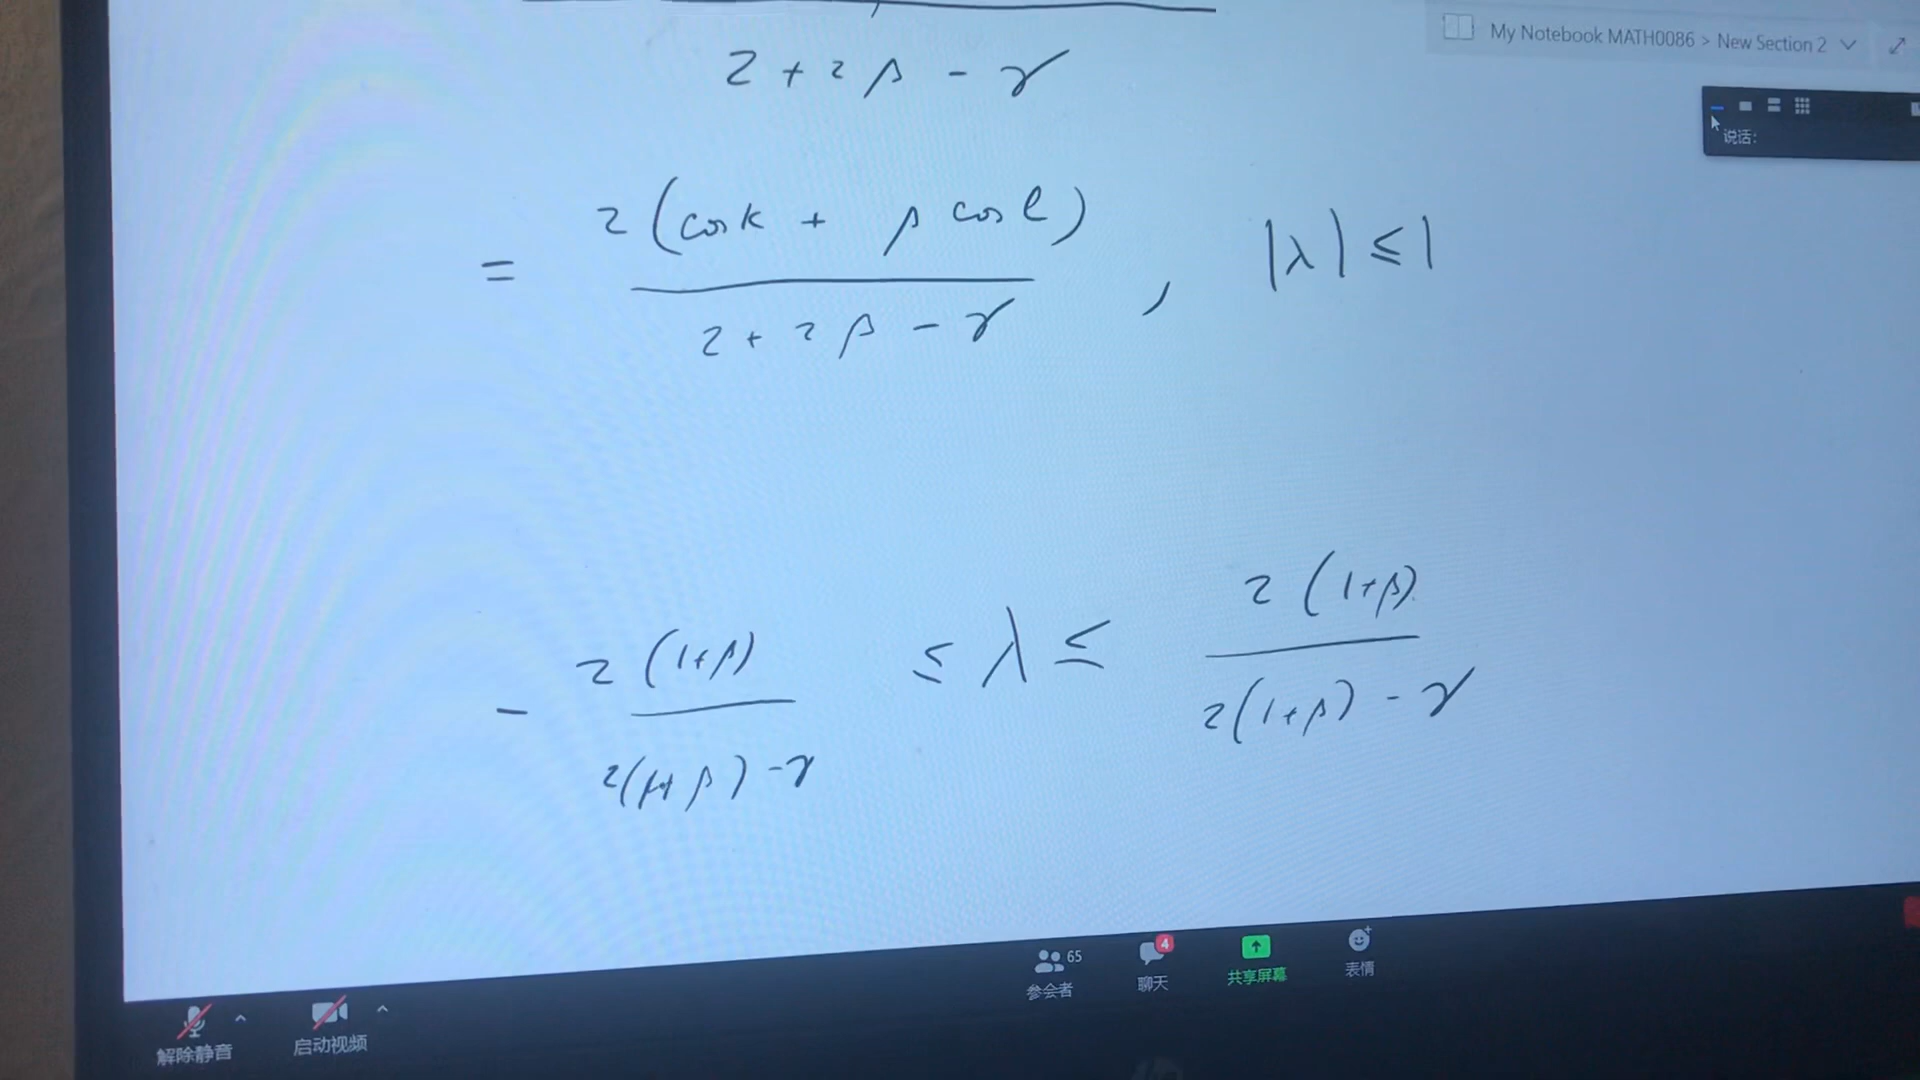 My Notebook MATH0086 > New Section 2
说话:
2 + 2β - γ
= 2(cos k + β cos l) / 2 + 2β - γ , |λ| ≤ 1
- 2(1+β) / 2(1+β) - γ ≤ λ ≤ 2(1+β) / 2(1+β) - γ
65
4
参会者
聊天
共享屏幕
表情
解除静音
启动视频